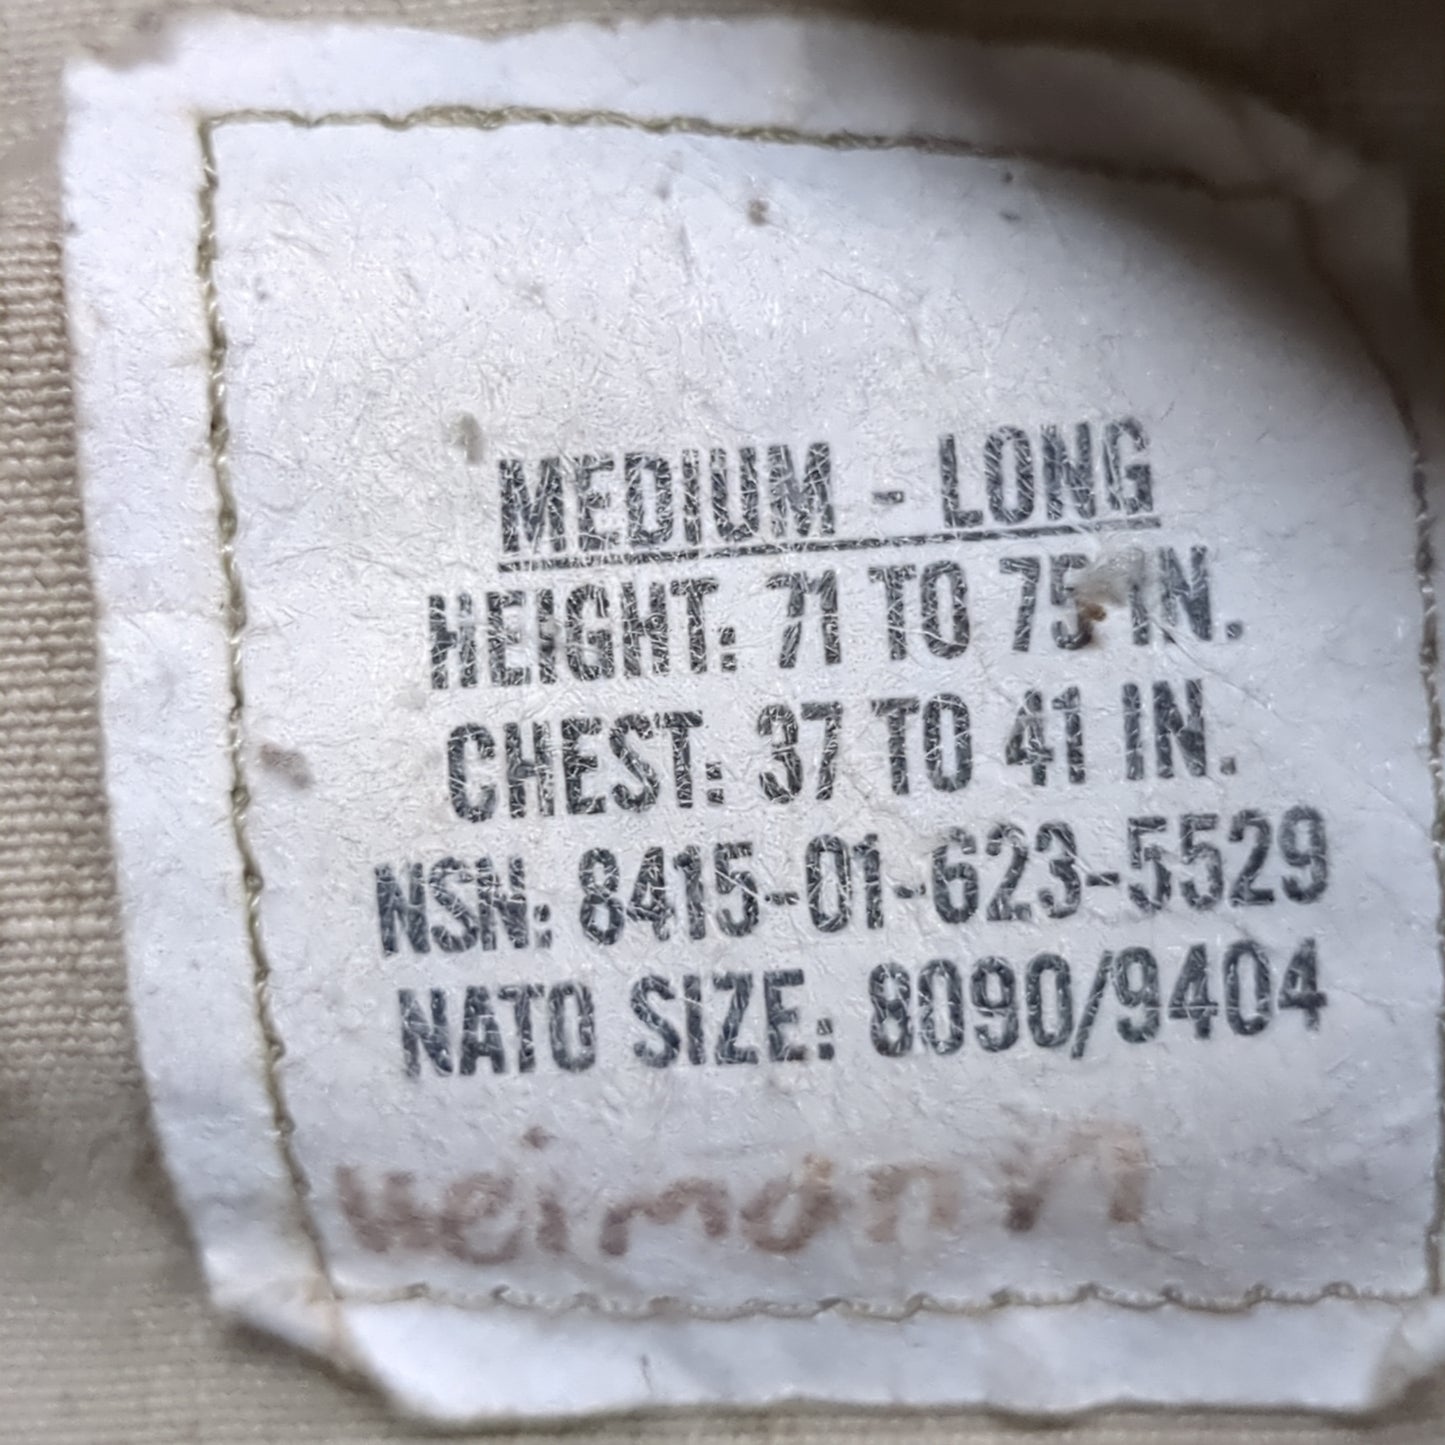 MEDIUM - LONG
HEIGHT: 71 TO 75 IN.
CHEST: 37 TO 41 IN.
NSN: 8415-01-623-5529
NATO SIZE: 8090/9404